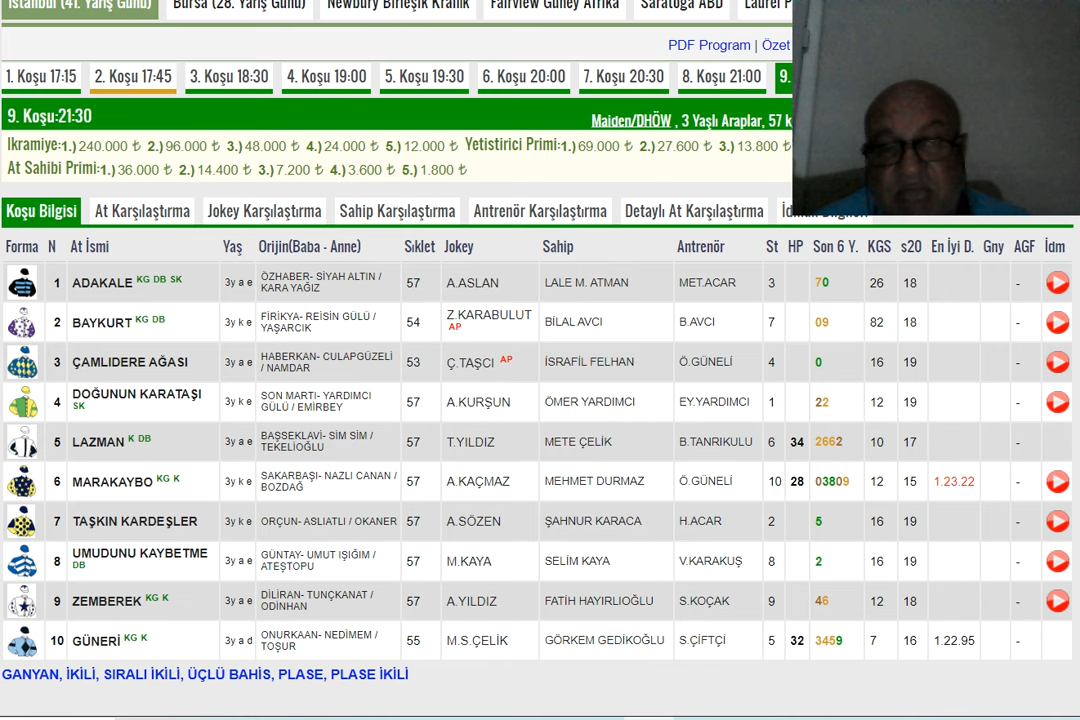 İstanbul (41. Yarış Günü) Bursa (28. Yarış Günü) Newbury Birleşik Krallık Fairview Güney Afrika Saratoga ABD Laurel
PDF Program | Özet
1. Koşu 17:15 2. Koşu 17:45 3. Koşu 18:30 4. Koşu 19:00 5. Koşu 19:30 6. Koşu 20:00 7. Koşu 20:30 8. Koşu 21:00 9.
9. Koşu:21:30 Maiden/DHÖW , 3 Yaşlı Araplar, 57 k
Ikramiye:1.) 240.000 ₺ 2.) 96.000 ₺ 3.) 48.000 ₺ 4.) 24.000 ₺ 5.) 12.000 ₺ Yetistirici Primi:1.) 69.000 ₺ 2.) 27.600 ₺ 3.) 13.800 ₺
At Sahibi Primi:1.) 36.000 ₺ 2.) 14.400 ₺ 3.) 7.200 ₺ 4.) 3.600 ₺ 5.) 1.800 ₺
Koşu Bilgisi At Karşılaştırma Jokey Karşılaştırma Sahip Karşılaştırma Antrenör Karşılaştırma Detaylı At Karşılaştırma
Forma N At İsmi Yaş Orijin(Baba - Anne) Sıklet Jokey Sahip Antrenör St HP Son 6 Y. KGS s20 En İyi D. Gny AGF İdm
1 ADAKALE KG DB SK 3y a e ÖZHABER- SİYAH ALTIN / KARA YAĞIZ 57 A.ASLAN LALE M. ATMAN MET.ACAR 3 70 26 18 -
2 BAYKURT KG DB 3y k e FİRİKYA- REİSİN GÜLÜ / YAŞARCIK 54 Z.KARABULUT AP BİLAL AVCI B.AVCI 7 09 82 18 -
3 ÇAMLIDERE AĞASI 3y a e HABERKAN- CULAPGÜZELİ / NAMDAR 53 Ç.TAŞCI AP İSRAFİL FELHAN Ö.GÜNELİ 4 0 16 19 -
4 DOĞUNUN KARATAŞI SK 3y k e SON MARTI- YARDIMCI GÜLÜ / EMİRBEY 57 A.KURŞUN ÖMER YARDIMCI EY.YARDIMCI 1 22 12 19 -
5 LAZMAN K DB 3y a e BAŞSEKLAVİ- SİM SİM / TEKELİOĞLU 57 T.YILDIZ METE ÇELİK B.TANRIKULU 6 34 2662 10 17 -
6 MARAKAYBO KG K 3y k e SAKARBAŞI- NAZLI CANAN / BOZDAĞ 57 A.KAÇMAZ MEHMET DURMAZ Ö.GÜNELİ 10 28 03809 12 15 1.23.22 -
7 TAŞKIN KARDEŞLER 3y k e ORÇUN- ASLIATLI / OKANER 57 A.SÖZEN ŞAHNUR KARACA H.ACAR 2 5 16 19 -
8 UMUDUNU KAYBETME DB 3y a e GÜNTAY- UMUT IŞIĞIM / ATEŞTOPU 57 M.KAYA SELİM KAYA V.KARAKUŞ 8 2 16 19 -
9 ZEMBEREK KG K 3y a e DİLİRAN- TUNÇKANAT / ODİNHAN 57 A.YILDIZ FATİH HAYIRLIOĞLU S.KOÇAK 9 46 12 18 -
10 GÜNERİ KG K 3y a d ONURKAAN- NEDİMEM / TOŞUR 55 M.S.ÇELİK GÖRKEM GEDİKOĞLU S.ÇİFTÇİ 5 32 3459 7 16 1.22.95 -
GANYAN, İKİLİ, SIRALI İKİLİ, ÜÇLÜ BAHİS, PLASE, PLASE İKİLİ